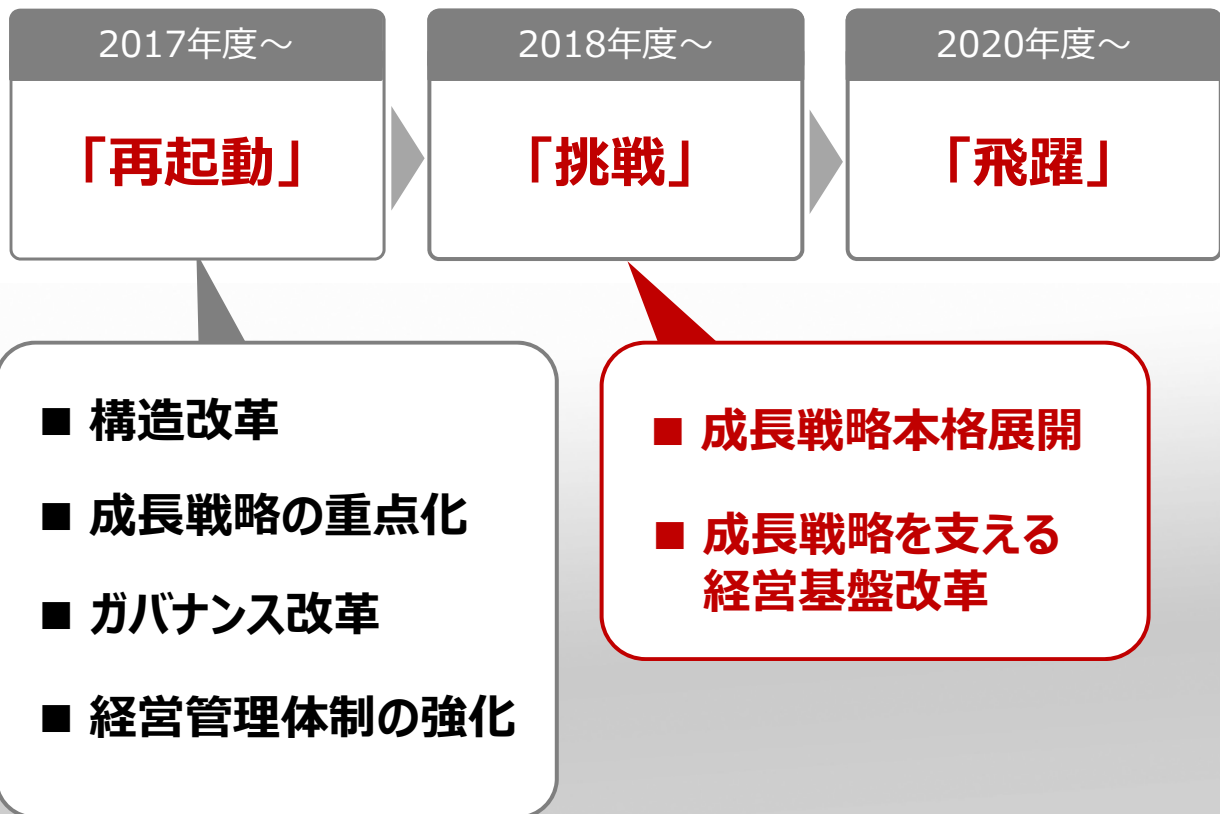 2017年度～
「再起動」
2018年度～
「挑戦」
2020年度～
「飛躍」
■ 構造改革
■ 成長戦略の重点化
■ ガバナンス改革
■ 経営管理体制の強化
■ 成長戦略本格展開
■ 成長戦略を支える
経営基盤改革